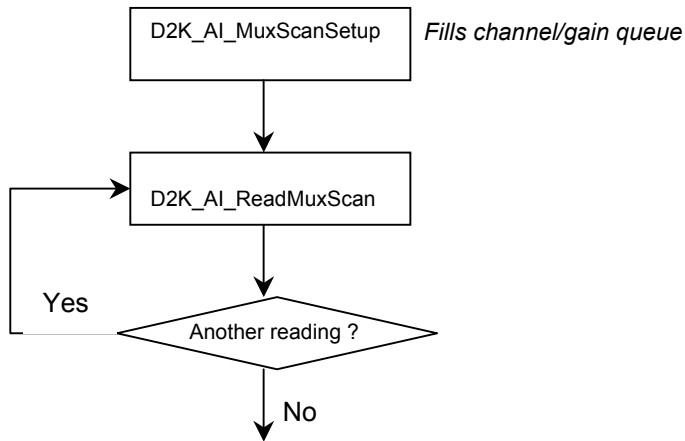 D2K_AI_MuxScanSetup
Fills channel/gain queue
D2K_AI_ReadMuxScan
Yes
Another reading ?
No